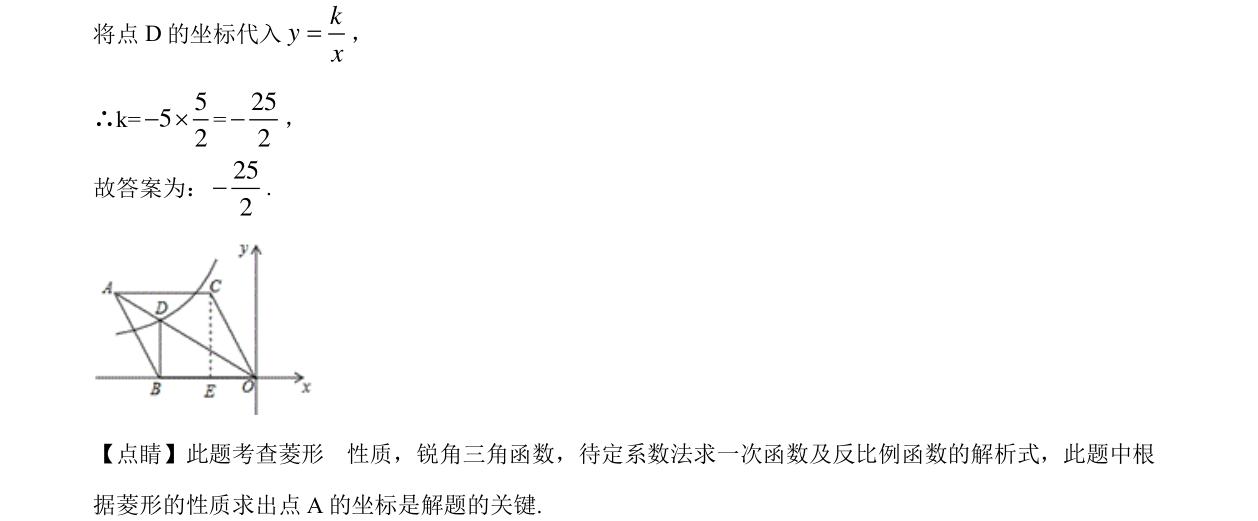 将点 D 的坐标代入 y = k/x，
∴k=−5×5/2=−25/2，
故答案为：−25/2.
y
A
C
D
B
E
O
x
【点睛】此题考查菱形　性质，锐角三角函数，待定系数法求一次函数及反比例函数的解析式，此题中根
据菱形的性质求出点 A 的坐标是解题的关键.